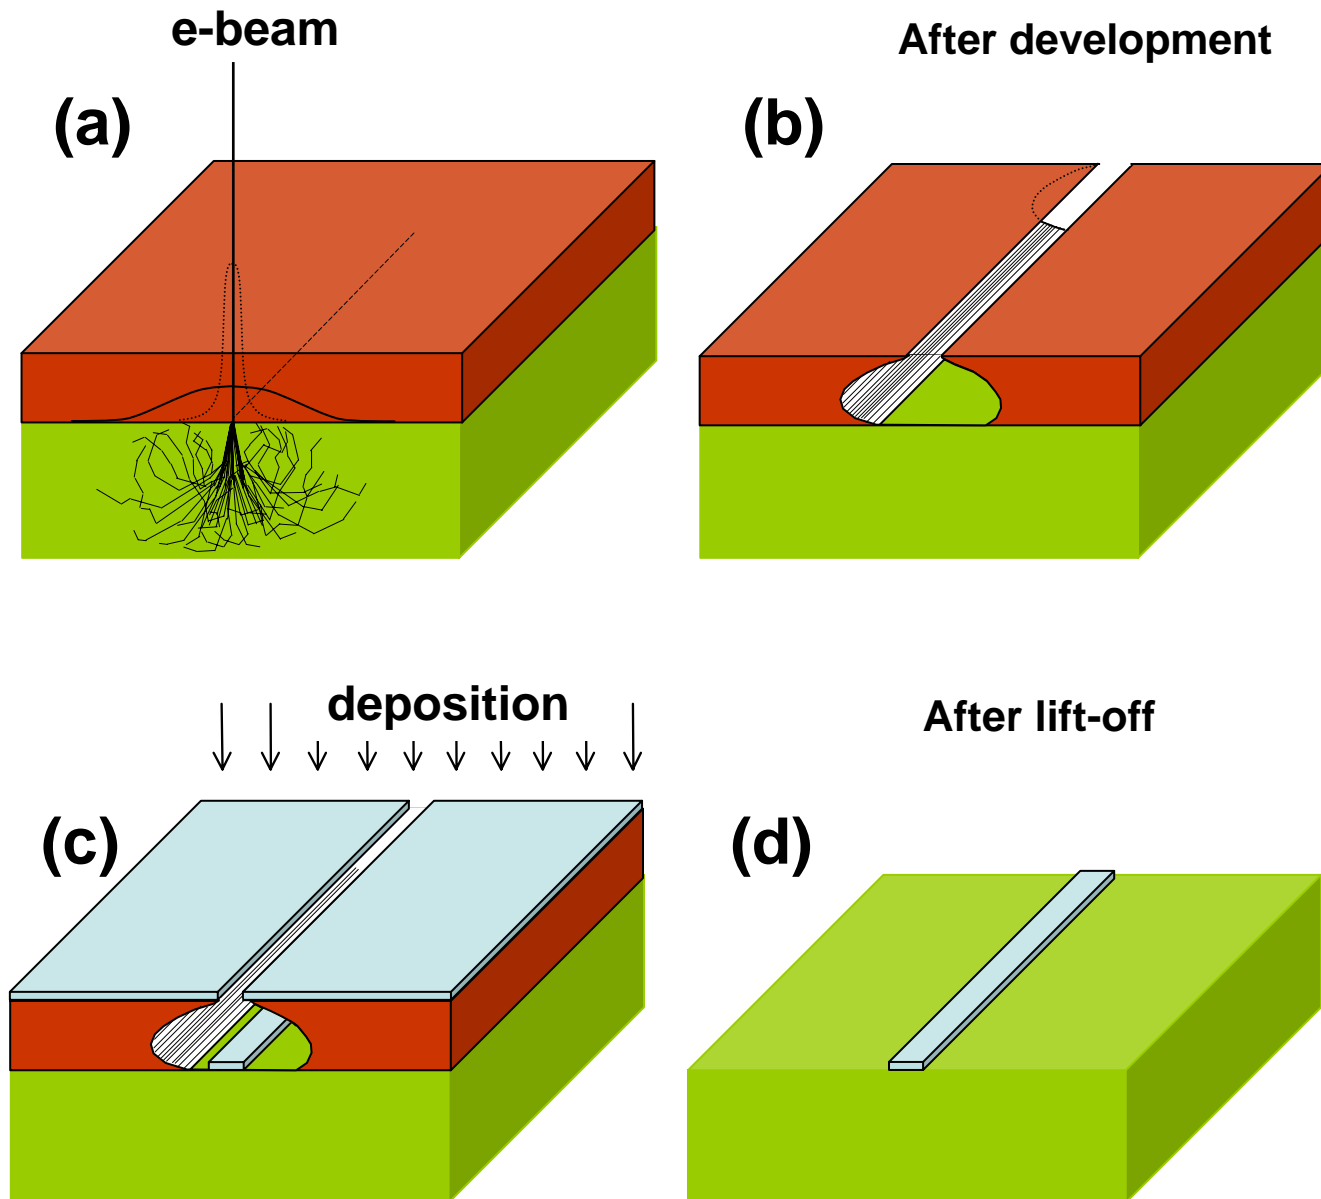 e-beam
(a)
After development
(b)
deposition
(c)
After lift-off
(d)